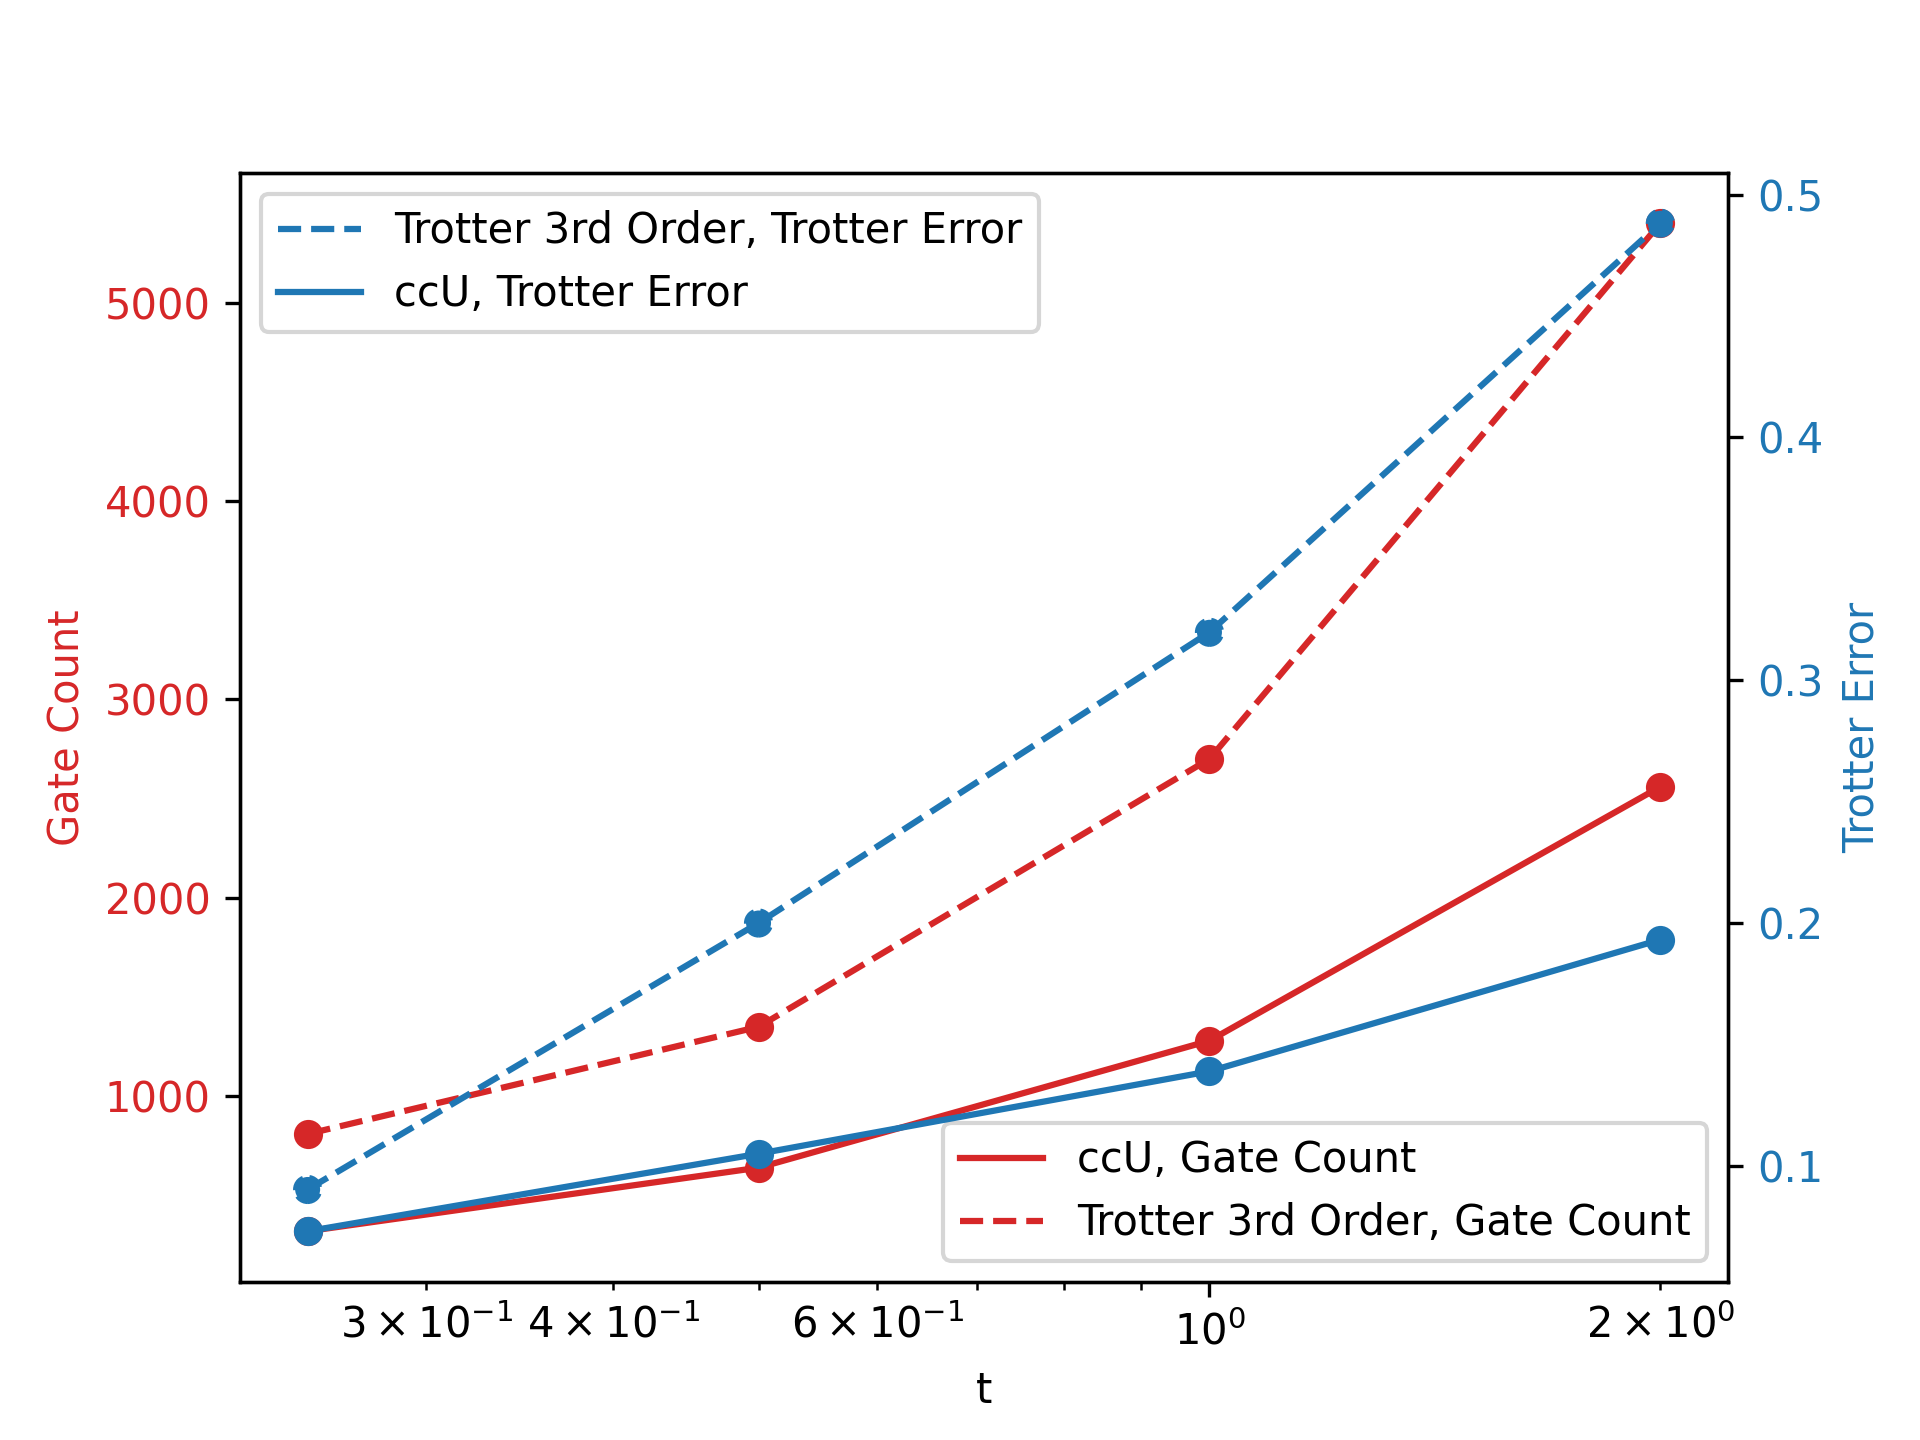 Trotter 3rd Order, Trotter Error
ccU, Trotter Error
5000
4000
3000
2000
1000
Gate Count
0.5
0.4
0.3
0.2
0.1
Trotter Error
ccU, Gate Count
Trotter 3rd Order, Gate Count
3 × 10⁻¹
4 × 10⁻¹
6 × 10⁻¹
10⁰
2 × 10⁰
t